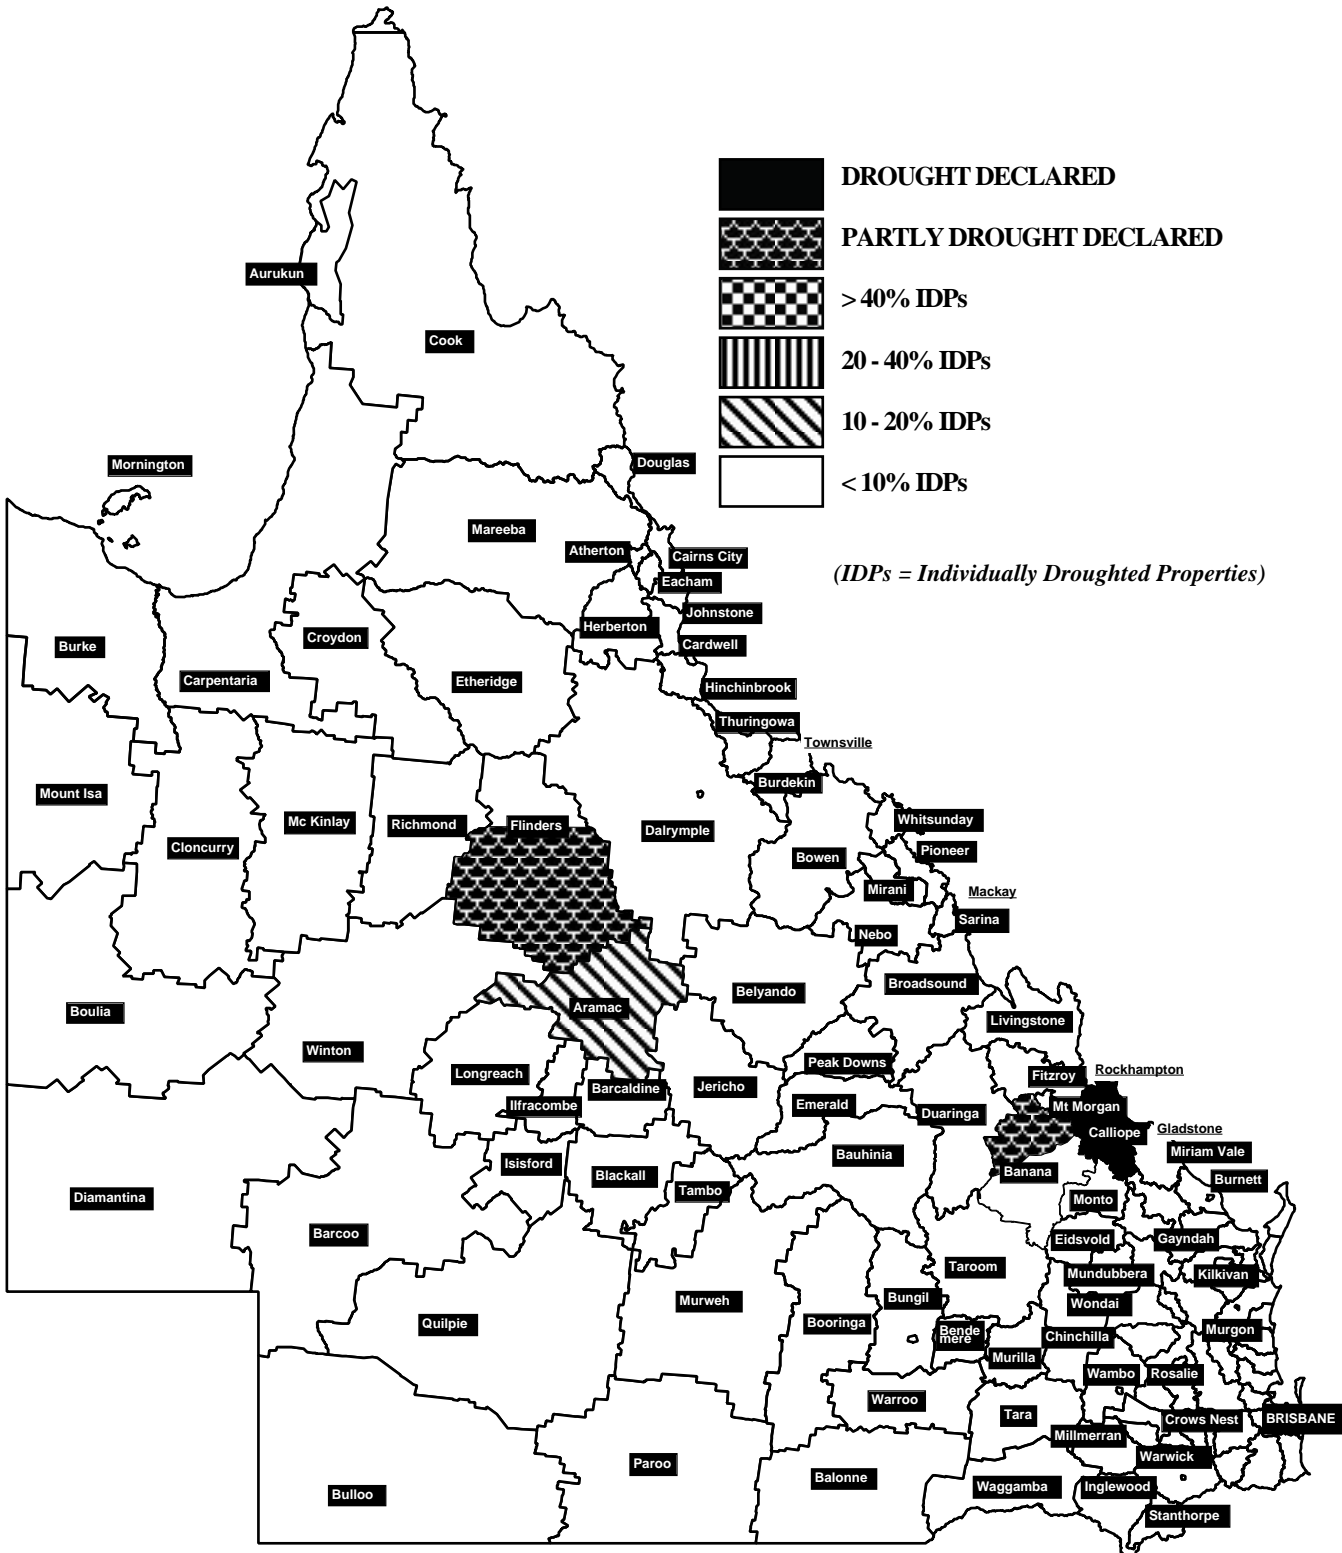 DROUGHT DECLARED
PARTLY DROUGHT DECLARED
> 40% IDPs
20 - 40% IDPs
10 - 20% IDPs
< 10% IDPs
(IDPs = Individually Droughted Properties)
Aurukun
Cook
Mornington
Douglas
Mareeba
Atherton
Cairns City
Eacham
Johnstone
Herberton
Cardwell
Burke
Croydon
Carpentaria
Etheridge
Hinchinbrook
Thuringowa
Townsville
Burdekin
Mount Isa
Mc Kinlay
Richmond
Flinders
Dalrymple
Whitsunday
Cloncurry
Bowen
Pioneer
Mirani
Mackay
Sarina
Nebo
Broadsound
Belyando
Aramac
Boulia
Livingstone
Winton
Longreach
Peak Downs
Fitzroy
Rockhampton
Barcaldine
Jericho
Ilfracombe
Emerald
Duaringa
Mt Morgan
Calliope
Gladstone
Miriam Vale
Isisford
Bauhinia
Banana
Burnett
Blackall
Tambo
Monto
Diamantina
Barcoo
Eidsvold
Gayndah
Taroom
Mundubbera
Kilkivan
Murweh
Bungil
Wondai
Quilpie
Booringa
Bende
mere
Chinchilla
Murgon
Murilla
Wambo
Rosalie
Warroo
Tara
Crows Nest
BRISBANE
Millmerran
Warwick
Paroo
Balonne
Waggamba
Inglewood
Bulloo
Stanthorpe